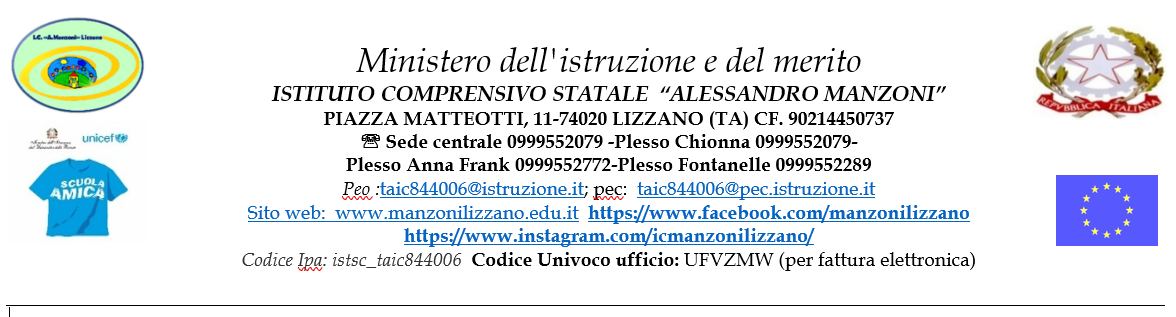 I.C. "A. Manzoni" Lizzano
unicef
SCUOLA
AMICA
Ministero dell'istruzione e del merito
ISTITUTO COMPRENSIVO STATALE “ALESSANDRO MANZONI”
PIAZZA MATTEOTTI, 11-74020 LIZZANO (TA) CF. 90214450737
🕿 Sede centrale 0999552079 -Plesso Chionna 0999552079-
Plesso Anna Frank 0999552772-Plesso Fontanelle 0999552289
Peo :taic844006@istruzione.it; pec: taic844006@pec.istruzione.it
Sito web: www.manzonilizzano.edu.it https://www.facebook.com/manzonilizzano
https://www.instagram.com/icmanzonilizzano/
Codice Ipa: istsc_taic844006 Codice Univoco ufficio: UFVZMW (per fattura elettronica)
REPVBBLICA ITALIANA